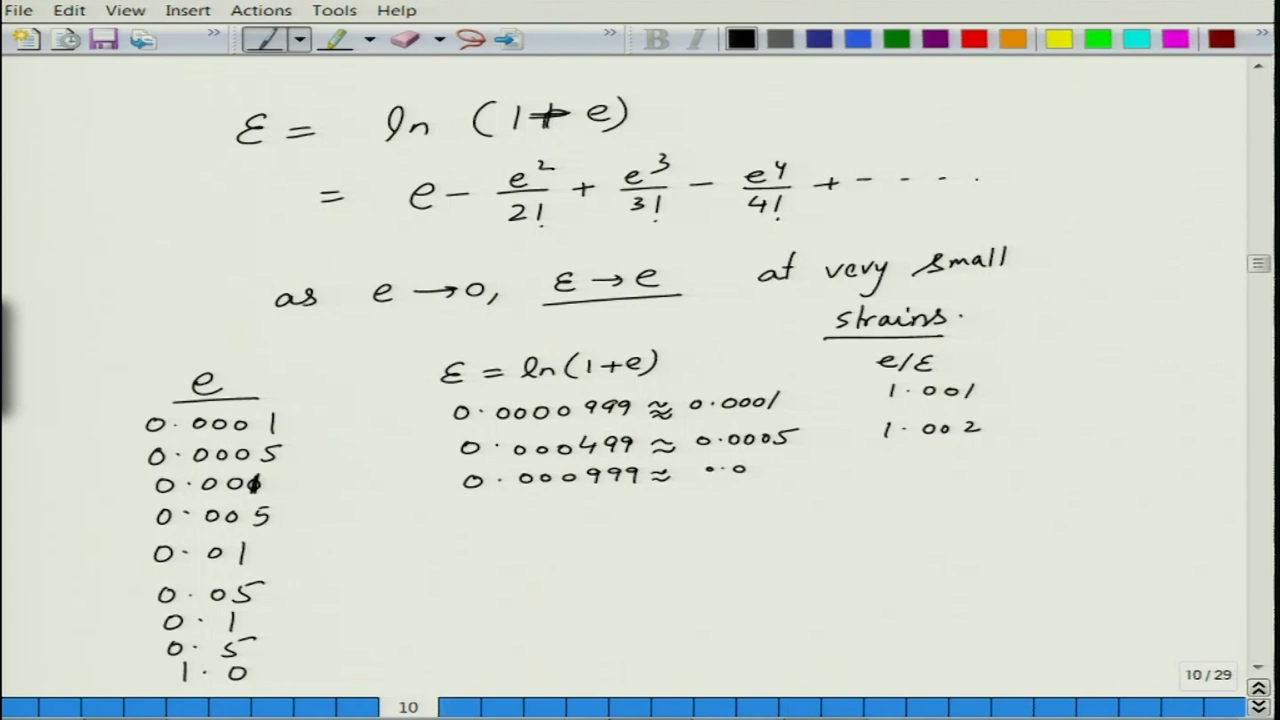 File Edit View Insert Actions Tools Help
B I
ε = ln (1 + e)
= e - e²/2! + e³/3! - e⁴/4! + - - - - .
as e → 0, ε → e at very small
strains.
e ε = ln(1+e) e/ε
0.0001 0.0000999 ≈ 0.0001 1.001
0.0005 0.000499 ≈ 0.0005 1.002
0.001 0.000999 ≈ 0.0
0.005
0.01
0.05
0.1
0.5
1.0
10 / 29
10